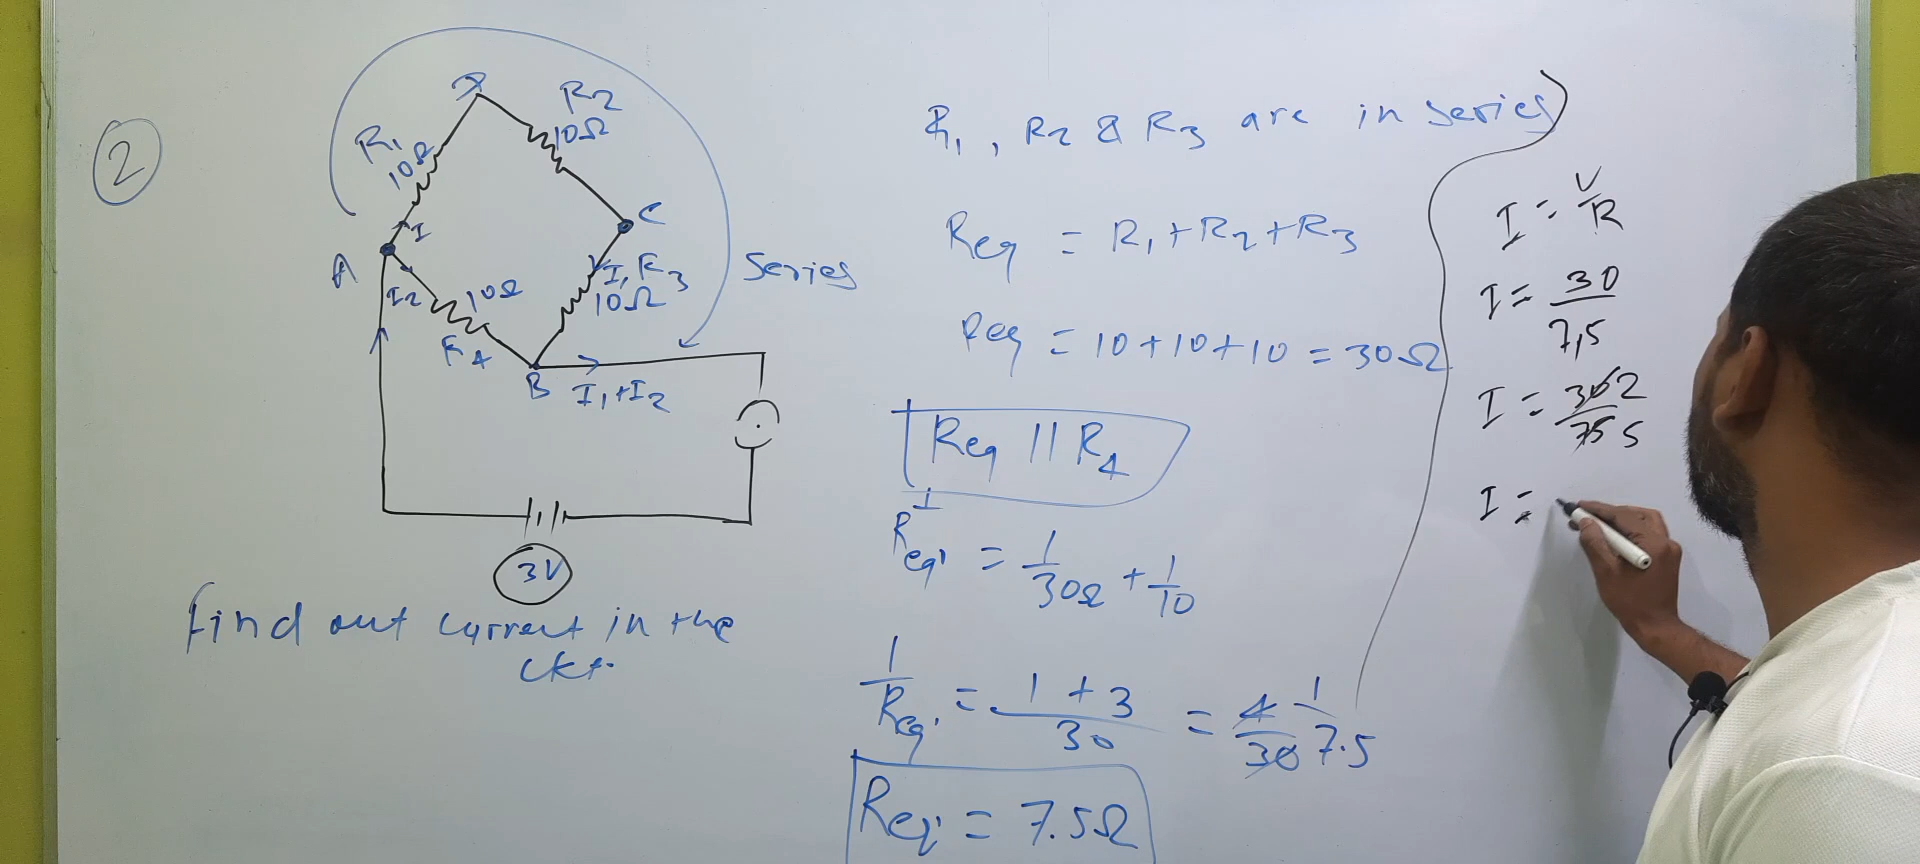 2
R1
10Ω
R2
10Ω
I
A
C
I2
10Ω
R4
I, R3
10Ω
B
I1+I2
Series
3V
Find out current in the
ckt.
R1, R2 & R3 are in series
Req = R1+R2+R3
Req = 10+10+10 = 30Ω
Req || R4
1
Req' = 1/30Ω + 1/10
1/Req' = 1+3/30 = 4/30 1/7.5
Req' = 7.5Ω
I = V/R
I = 30/7,5
I = 30 2/75 5
I =